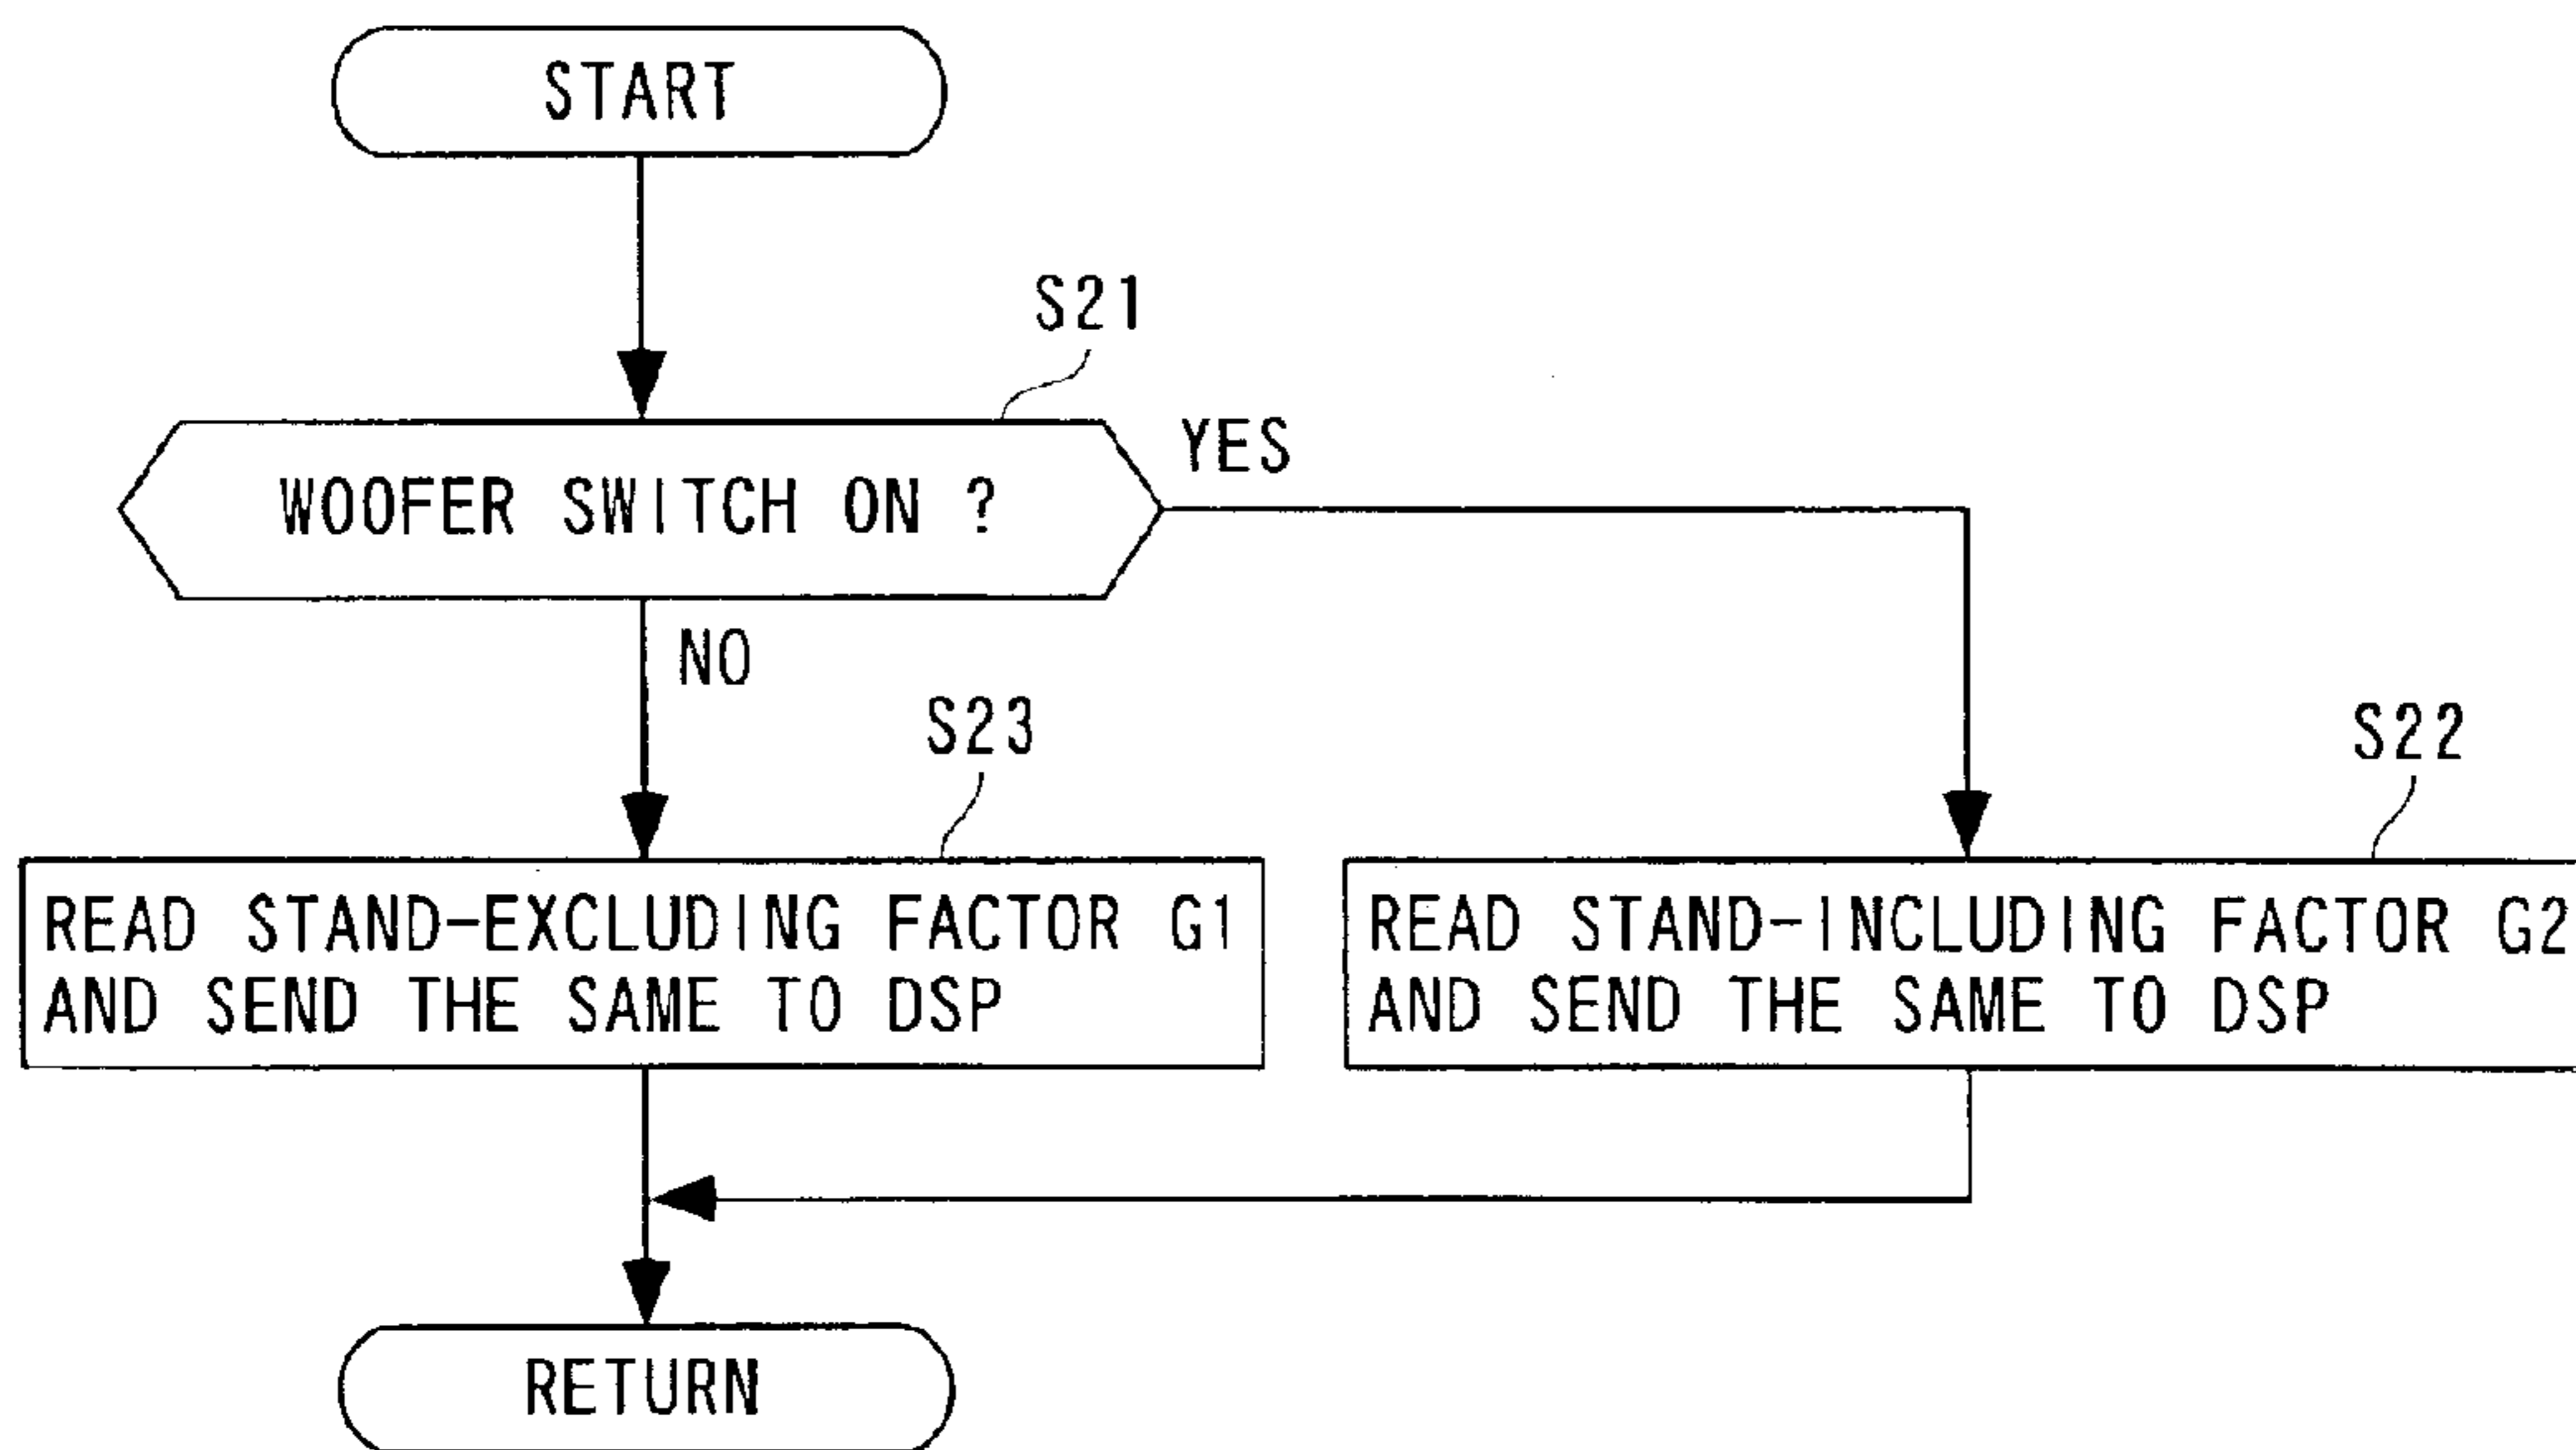 START
S21
WOOFER SWITCH ON ?
YES
NO
S23
S22
READ STAND-EXCLUDING FACTOR G1
AND SEND THE SAME TO DSP
READ STAND-INCLUDING FACTOR G2
AND SEND THE SAME TO DSP
RETURN